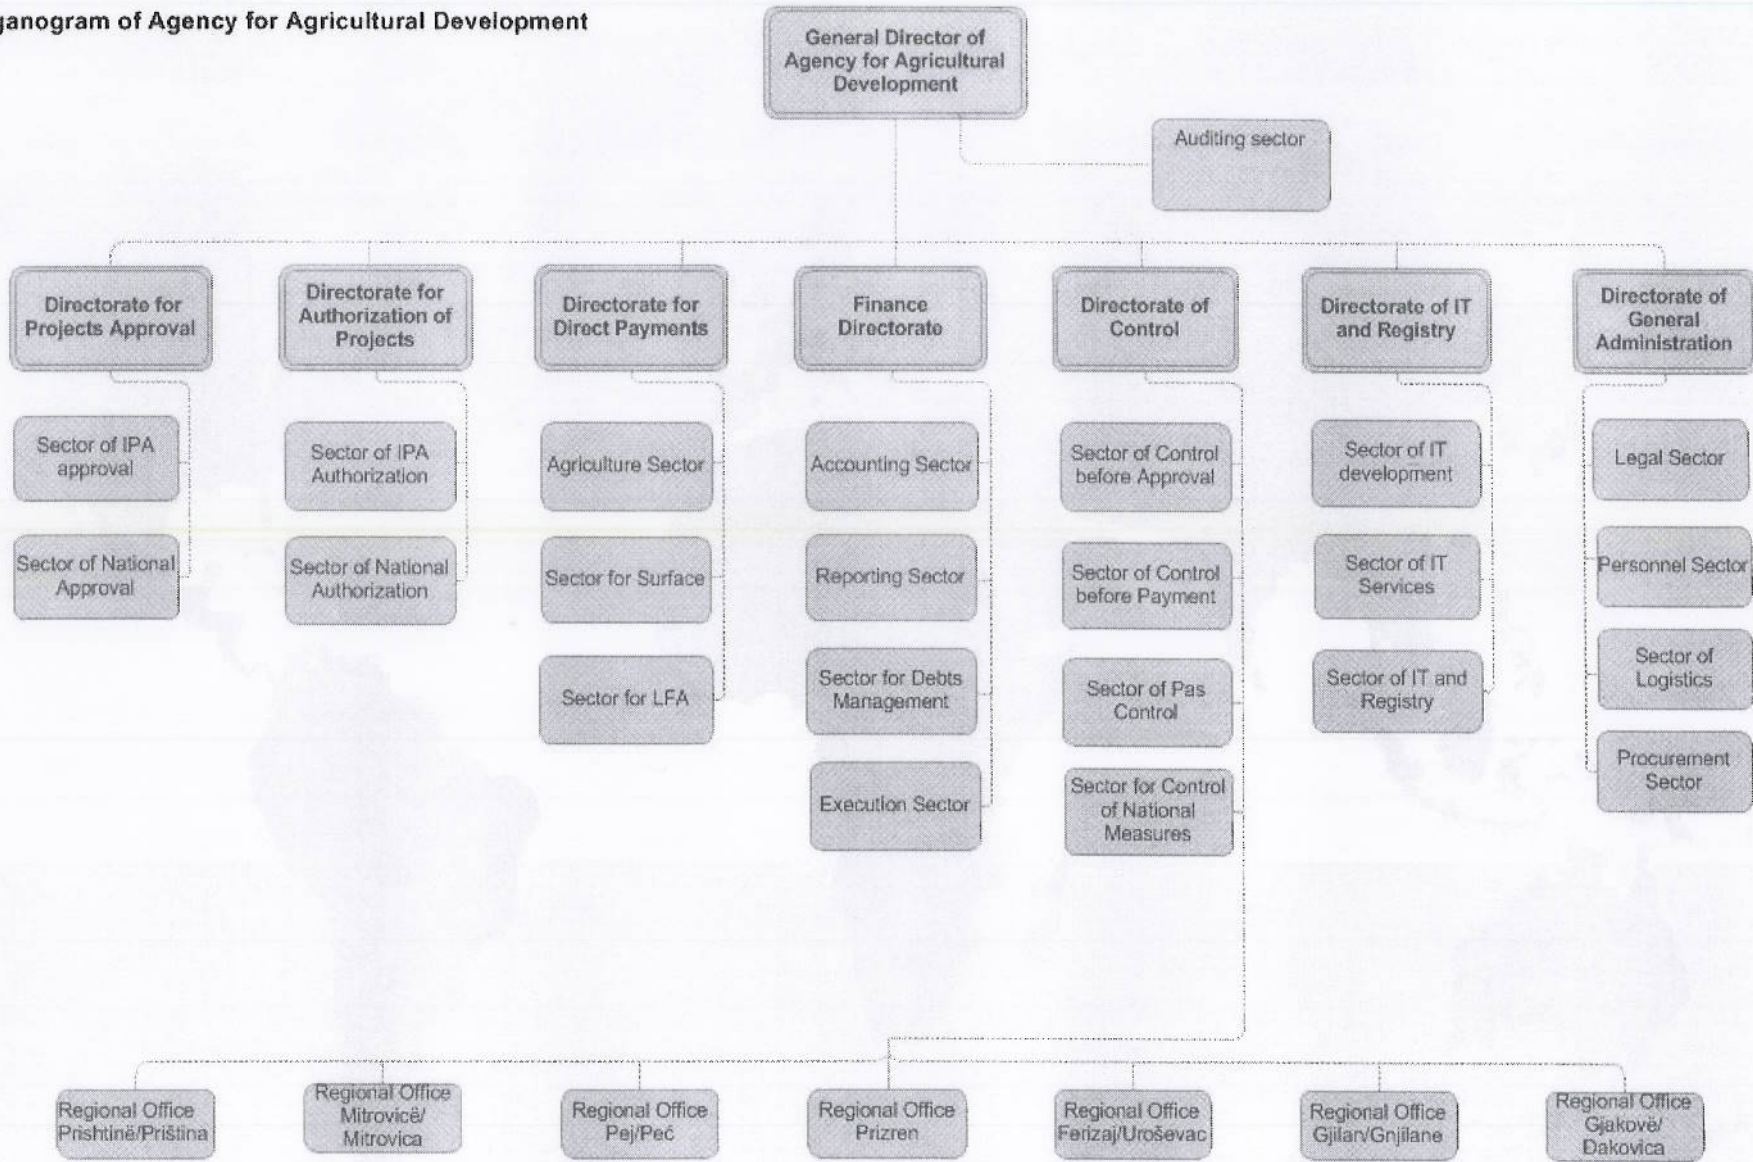 ganogram of Agency for Agricultural Development
General Director of
Agency for Agricultural
Development
Auditing sector
Directorate for
Projects Approval
Directorate for
Authorization of
Projects
Directorate for
Direct Payments
Finance
Directorate
Directorate of
Control
Directorate of IT
and Registry
Directorate of
General
Administration
Sector of IPA
approval
Sector of National
Approval
Sector of IPA
Authorization
Sector of National
Authorization
Agriculture Sector
Sector for Surface
Sector for LFA
Accounting Sector
Reporting Sector
Sector for Debts
Management
Execution Sector
Sector of Control
before Approval
Sector of Control
before Payment
Sector of Pas
Control
Sector for Control
of National
Measures
Sector of IT
development
Sector of IT
Services
Sector of IT and
Registry
Legal Sector
Personnel Sector
Sector of
Logistics
Procurement
Sector
Regional Office
Prishtinë/Priština
Regional Office
Mitrovicë/
Mitrovica
Regional Office
Pej/Peć
Regional Office
Prizren
Regional Office
Ferizaj/Uroševac
Regional Office
Gjilan/Gnjilane
Regional Office
Gjakovë/
Đakovica